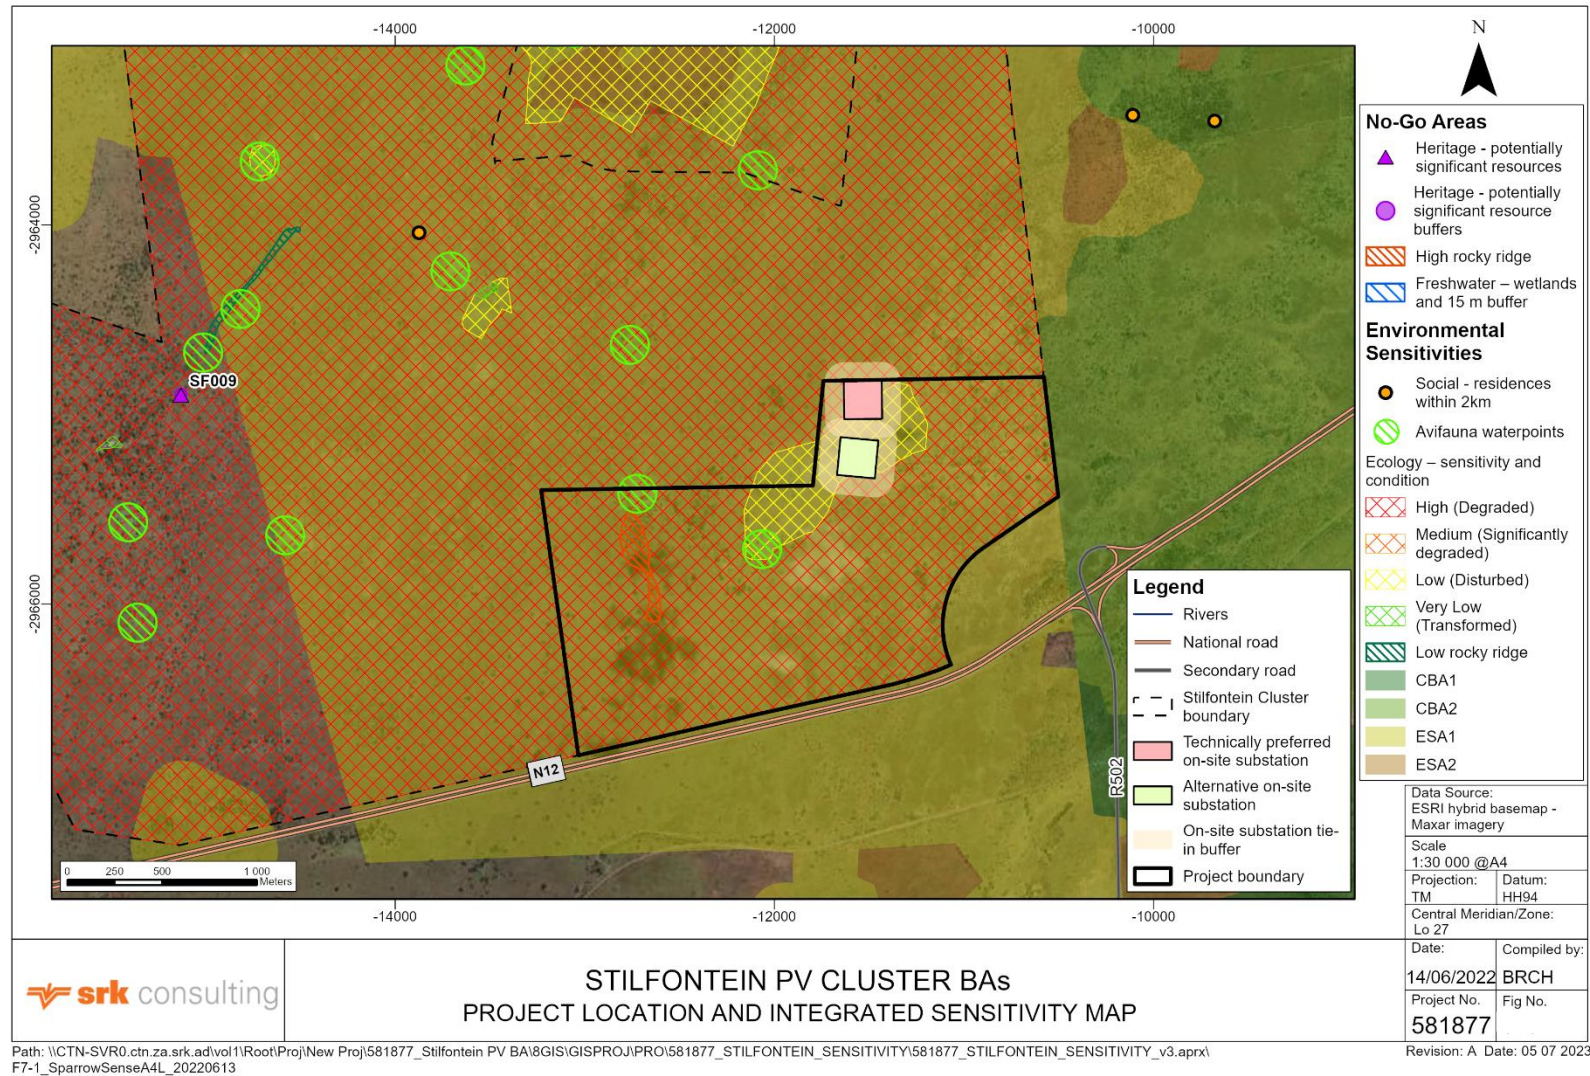 -14000
-12000
-10000
-2964000
-2966000
SF009
N12
R502
0 250 500 1 000
Meters
-14000
-12000
-10000
Legend
Rivers
National road
Secondary road
Stilfontein Cluster
boundary
Technically preferred
on-site substation
Alternative on-site
substation
On-site substation tie-
in buffer
Project boundary
N
No-Go Areas
Heritage - potentially
significant resources
Heritage - potentially
significant resource
buffers
High rocky ridge
Freshwater – wetlands
and 15 m buffer
Environmental
Sensitivities
Social - residences
within 2km
Avifauna waterpoints
Ecology – sensitivity and
condition
High (Degraded)
Medium (Significantly
degraded)
Low (Disturbed)
Very Low
(Transformed)
Low rocky ridge
CBA1
CBA2
ESA1
ESA2
Data Source:
ESRI hybrid basemap -
Maxar imagery
Scale
1:30 000 @A4
Projection: Datum:
TM HH94
Central Meridian/Zone:
Lo 27
Date: Compiled by:
14/06/2022 BRCH
Project No. Fig No.
581877
srk consulting
STILFONTEIN PV CLUSTER BAs
PROJECT LOCATION AND INTEGRATED SENSITIVITY MAP
Path: \\CTN-SVR0.ctn.za.srk.ad\vol1\Root\Proj\New Proj\581877_Stilfontein PV BA\8GIS\GISPROJ\PRO\581877_STILFONTEIN_SENSITIVITY\581877_STILFONTEIN_SENSITIVITY_v3.aprx\
F7-1_SparrowSenseA4L_20220613
Revision: A Date: 05 07 2023